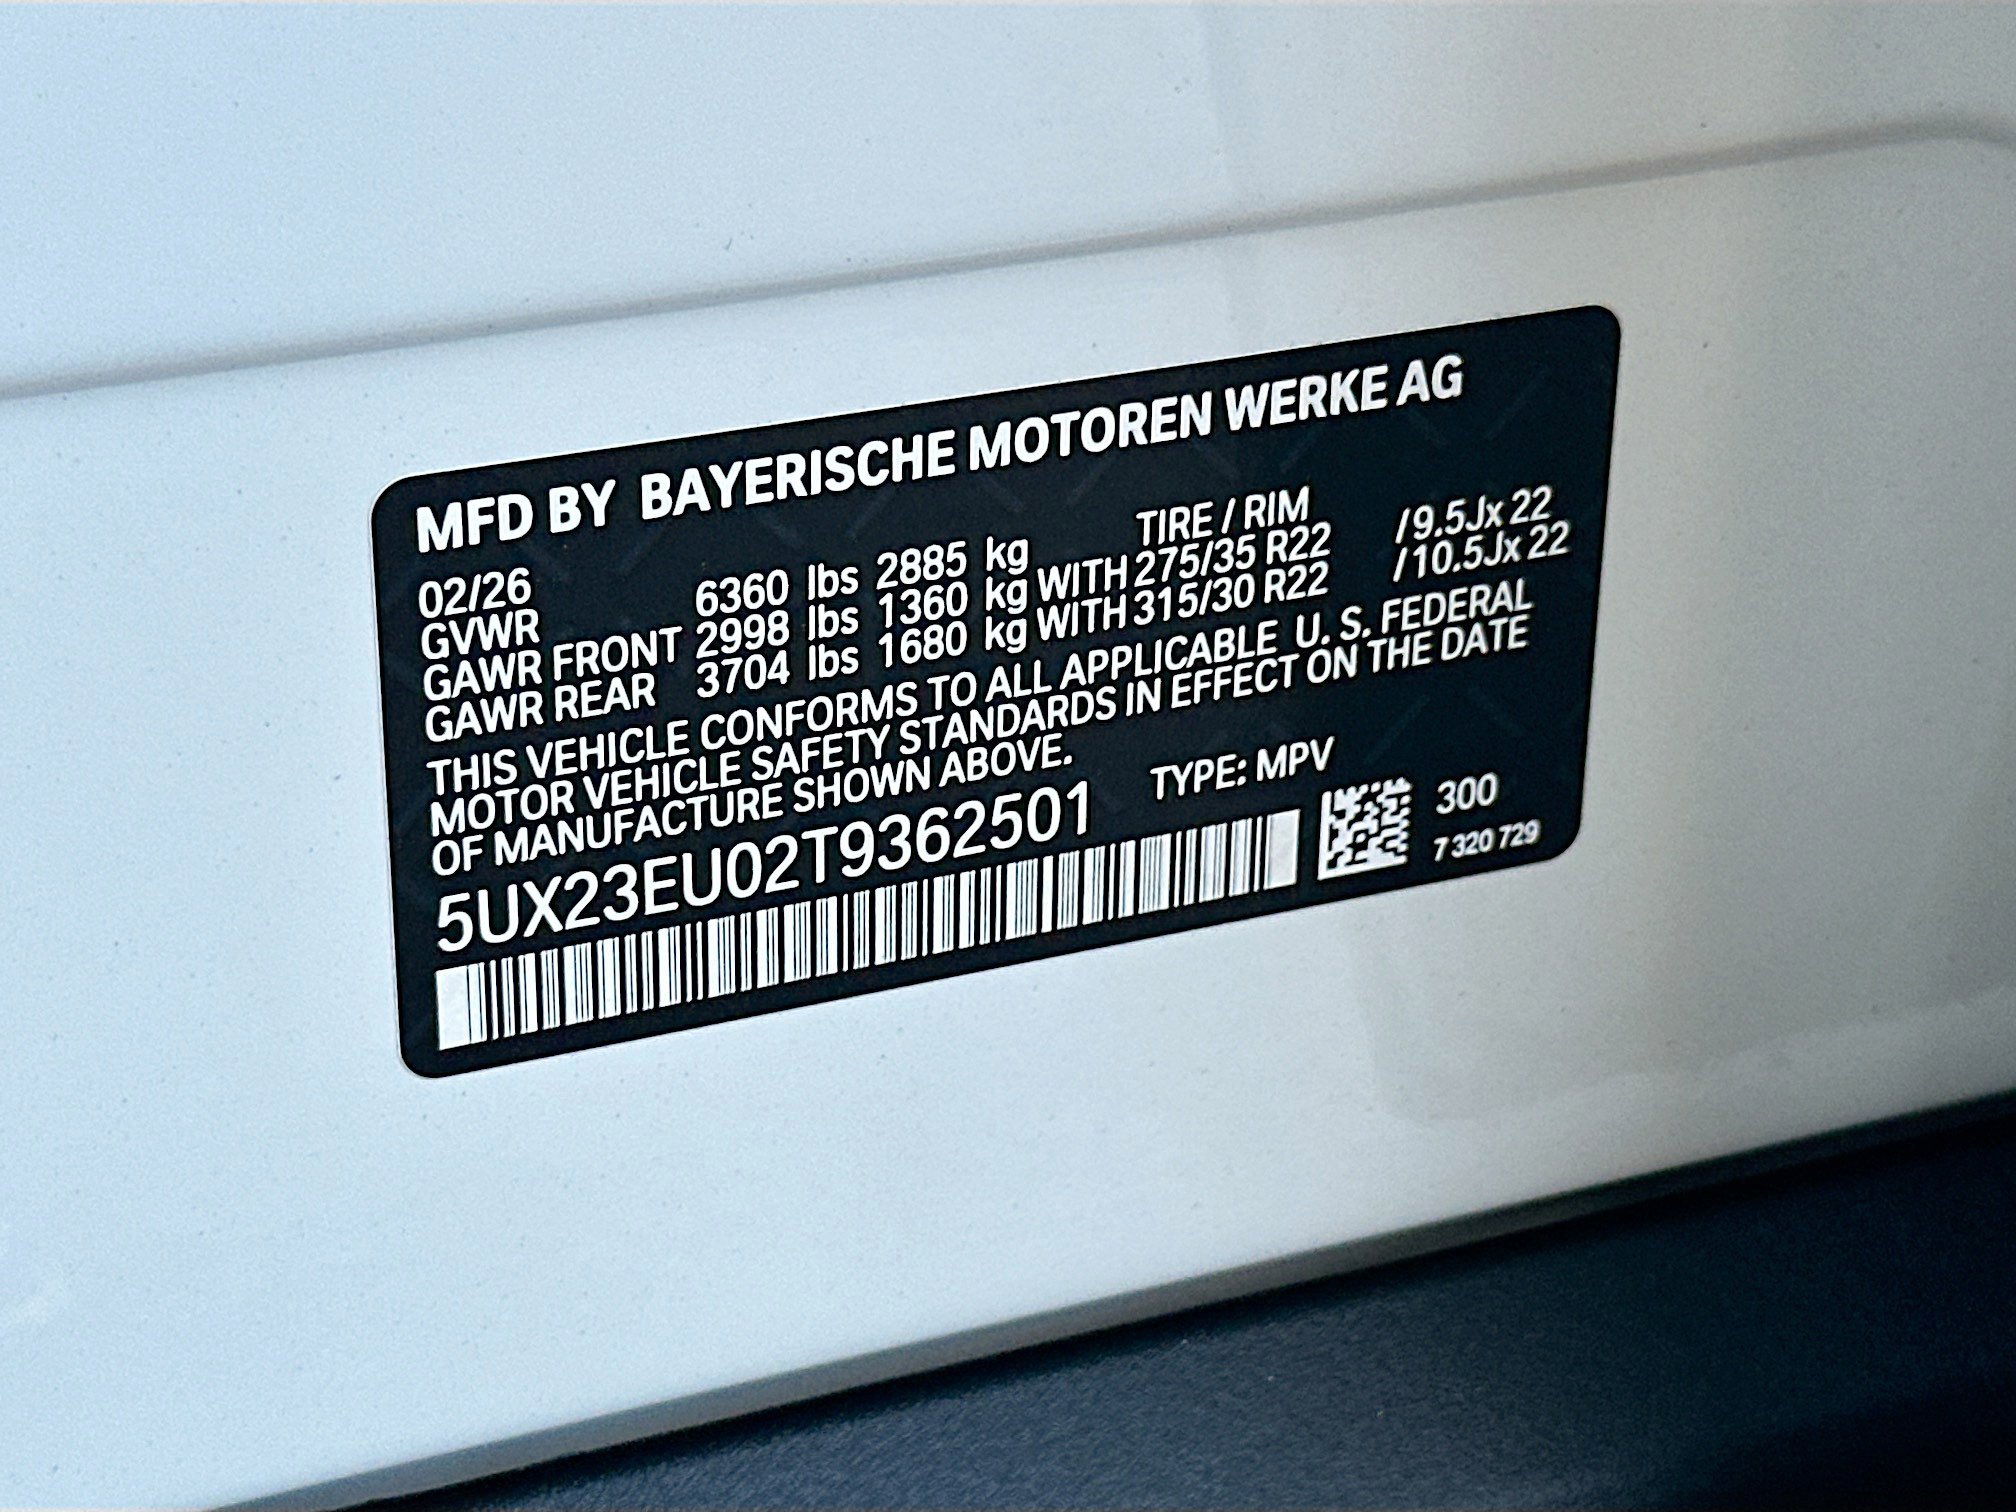 MFD BY BAYERISCHE MOTOREN WERKE AG
02/26 TIRE / RIM
GVWR 6360 lbs 2885 kg
GAWR FRONT 2998 lbs 1360 kg WITH 275/35 R22 /9.5Jx 22
GAWR REAR 3704 lbs 1680 kg WITH 315/30 R22 /10.5Jx 22
THIS VEHICLE CONFORMS TO ALL APPLICABLE U. S. FEDERAL
MOTOR VEHICLE SAFETY STANDARDS IN EFFECT ON THE DATE
OF MANUFACTURE SHOWN ABOVE.
5UX23EU02T9362501 TYPE: MPV
300
7 320 729